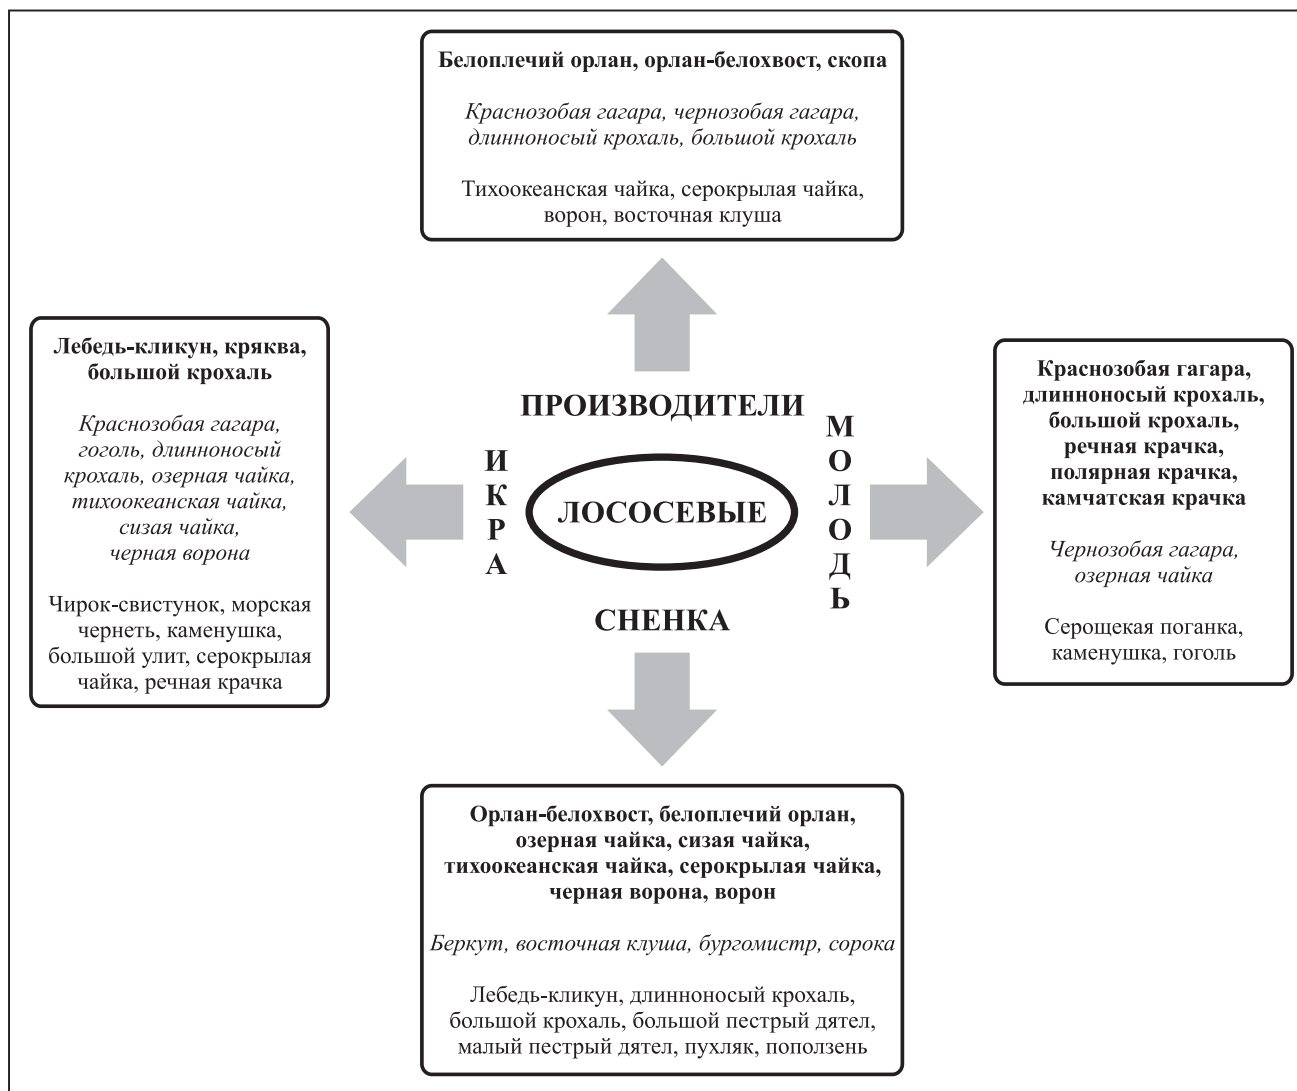 Белоплечий орлан, орлан-белохвост, скопа
Краснозобая гагара, чернозобая гагара,
длинноносый крохаль, большой крохаль
Тихоокеанская чайка, серокрылая чайка,
ворон, восточная клуша
Лебедь-кликун, кряква,
большой крохаль
Краснозобая гагара,
гоголь, длинноносый
крохаль, озерная чайка,
тихоокеанская чайка,
сизая чайка,
черная ворона
Чирок-свистунок, морская
чернеть, каменушка,
большой улит, серокрылая
чайка, речная крачка
ПРОИЗВОДИТЕЛИ
ИКРА
ЛОСОСЕВЫЕ
МОЛОДЬ
СНЕНКА
Краснозобая гагара,
длинноносый крохаль,
большой крохаль,
речная крачка,
полярная крачка,
камчатская крачка
Чернозобая гагара,
озерная чайка
Серощекая поганка,
каменушка, гоголь
Орлан-белохвост, белоплечий орлан,
озерная чайка, сизая чайка,
тихоокеанская чайка, серокрылая чайка,
черная ворона, ворон
Беркут, восточная клуша, бургомистр, сорока
Лебедь-кликун, длинноносый крохаль,
большой крохаль, большой пестрый дятел,
малый пестрый дятел, пухляк, поползень